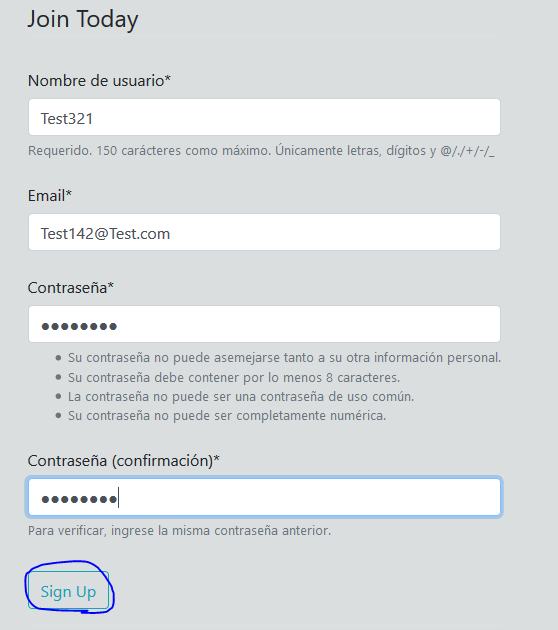 Join Today
Nombre de usuario*
Test321
Requerido. 150 carácteres como máximo. Únicamente letras, dígitos y @/./+/-/_
Email*
Test142@Test.com
Contraseña*
●●●●●●●●
● Su contraseña no puede asemejarse tanto a su otra información personal.
● Su contraseña debe contener por lo menos 8 caracteres.
● La contraseña no puede ser una contraseña de uso común.
● Su contraseña no puede ser completamente numérica.
Contraseña (confirmación)*
●●●●●●●●
Para verificar, ingrese la misma contraseña anterior.
Sign Up